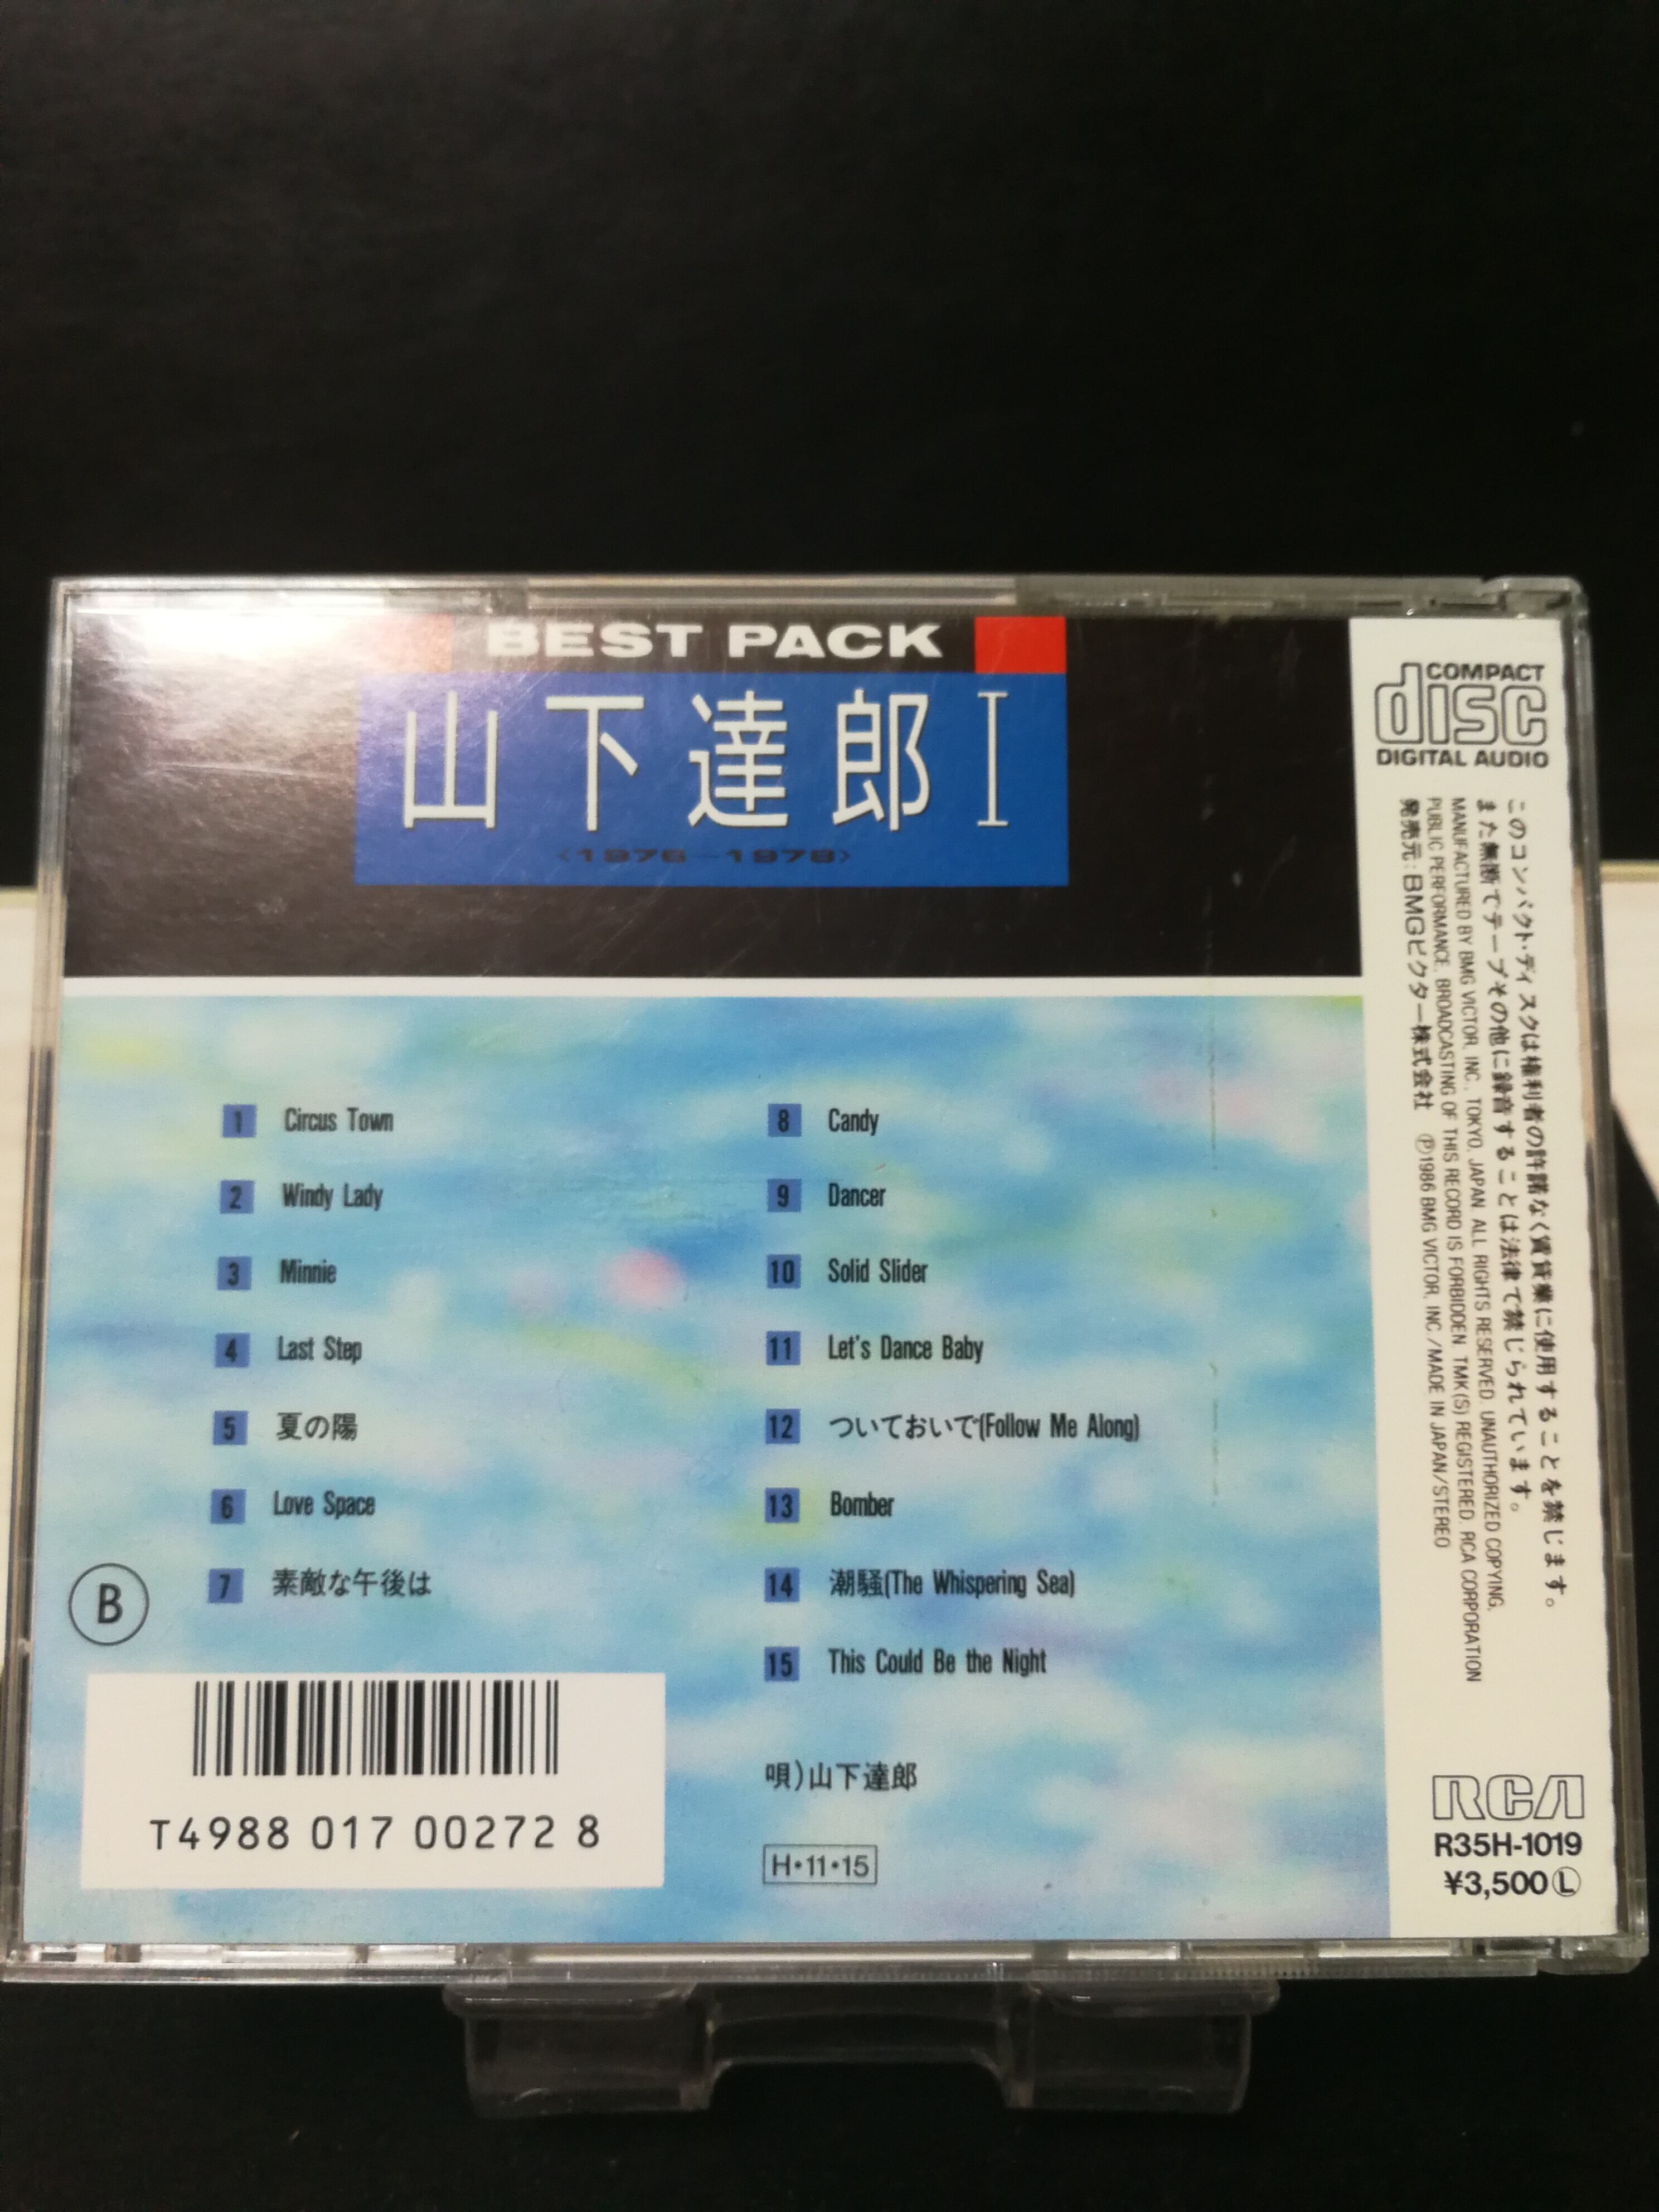 BEST PACK
山下達郎 I
<1976—1978>
1 Circus Town
2 Windy Lady
3 Minnie
4 Last Step
5 夏の陽
6 Love Space
7 素敵な午後は
8 Candy
9 Dancer
10 Solid Slider
11 Let's Dance Baby
12 ついておいで(Follow Me Along)
13 Bomber
14 潮騒(The Whispering Sea)
15 This Could Be the Night
唄)山下達郎
H•11•15
B
T4988 017 00272 8
COMPACT
disc
DIGITAL AUDIO
このコンパクト・ディスクは権利者の許諾なく賃貸業に使用することを禁じます。
また無断でテープその他に録音することは法律で禁じられています。
MANUFACTURED BY BMG VICTOR, INC., TOKYO, JAPAN. ALL RIGHTS RESERVED. UNAUTHORIZED COPYING,
PUBLIC PERFORMANCE, BROADCASTING OF THIS RECORD IS FORBIDDEN. TMK(S) REGISTERED. RCA CORPORATION
発売元:BMGビクター株式会社 Ⓟ1986 BMG VICTOR, INC./MADE IN JAPAN/STEREO
RCA
R35H-1019
¥3,500Ⓛ